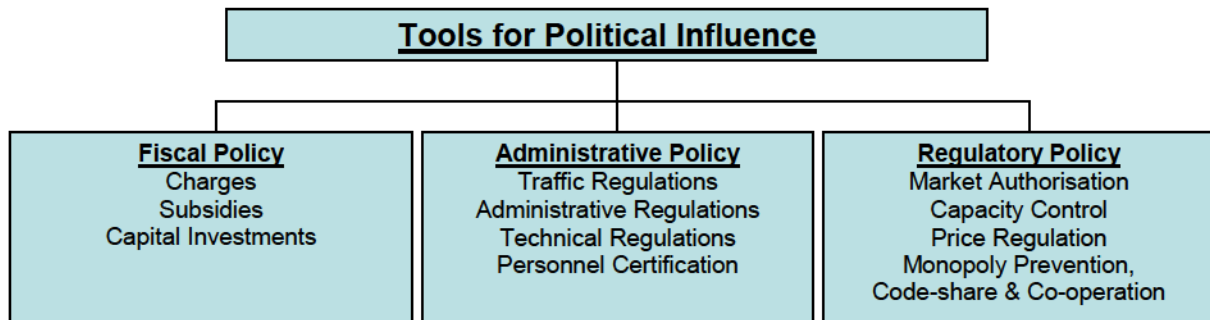 Tools for Political Influence
Fiscal Policy
Charges
Subsidies
Capital Investments
Administrative Policy
Traffic Regulations
Administrative Regulations
Technical Regulations
Personnel Certification
Regulatory Policy
Market Authorisation
Capacity Control
Price Regulation
Monopoly Prevention,
Code-share & Co-operation